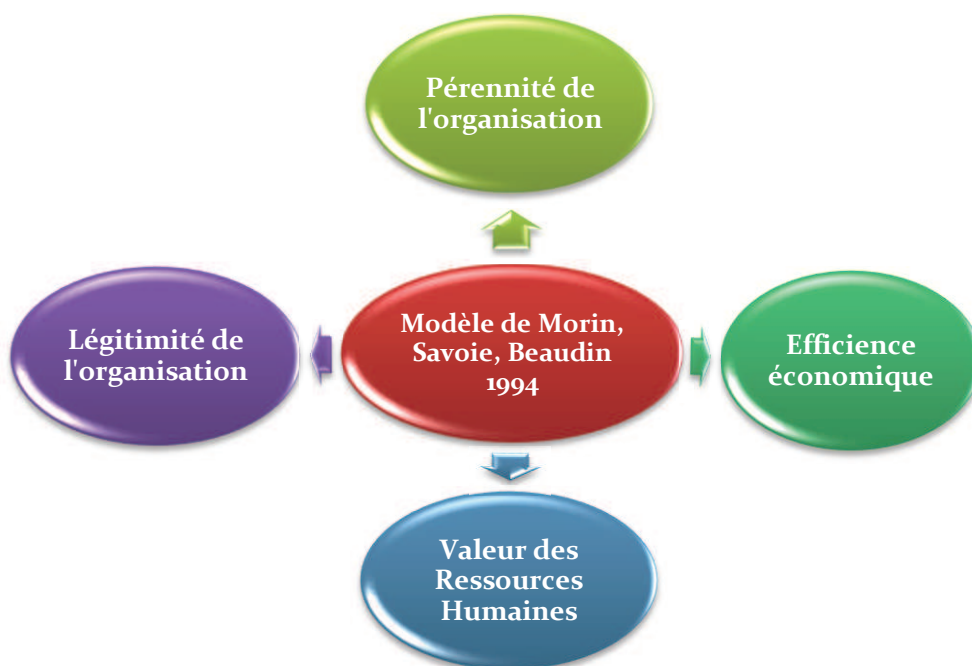 Pérennité de
l'organisation
Légitimité de
l'organisation
Modèle de Morin,
Savoie, Beaudin
1994
Efficience
économique
Valeur des
Ressources
Humaines